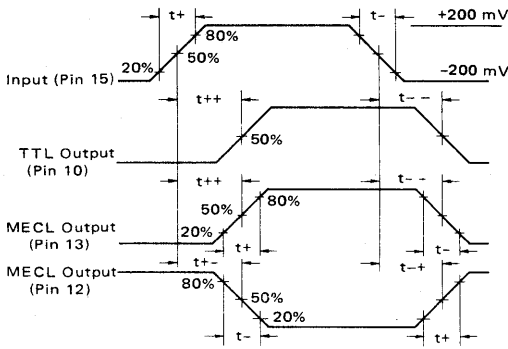 t+
t–
+200 mV
80%
50%
20%
Input (Pin 15)
–200 mV
t++
t– –
TTL Output
(Pin 10)
50%
t++
t– –
80%
50%
MECL Output
(Pin 13)
20%
t+
t–
t+–
t–+
MECL Output
(Pin 12)
80%
50%
20%
t–
t+